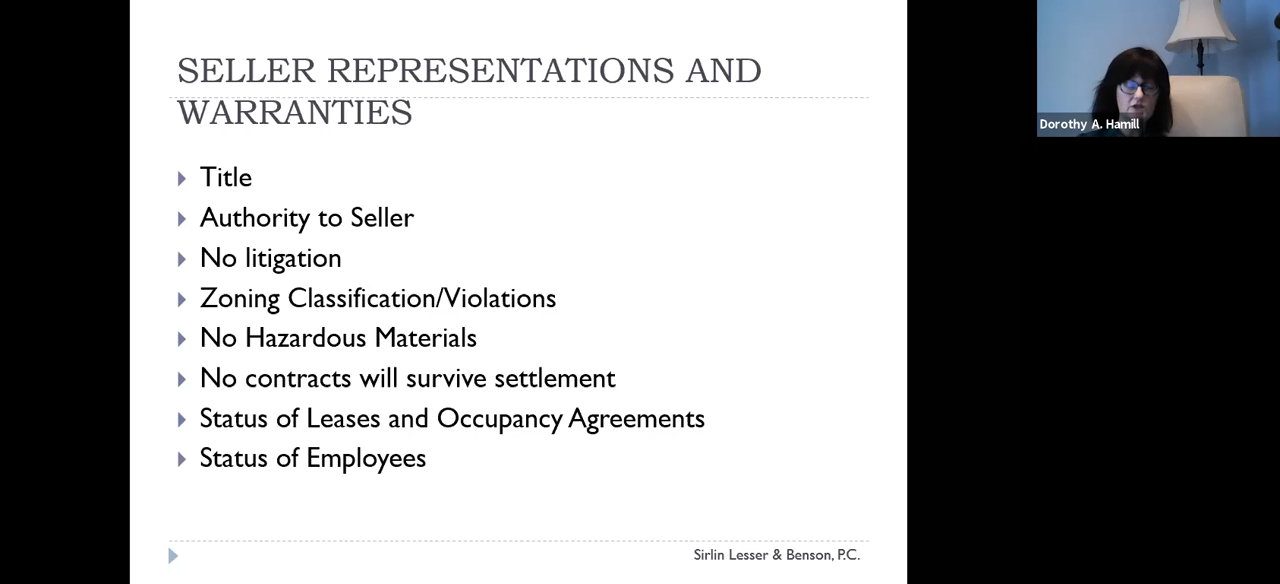 SELLER REPRESENTATIONS AND
WARRANTIES
Title
Authority to Seller
No litigation
Zoning Classification/Violations
No Hazardous Materials
No contracts will survive settlement
Status of Leases and Occupancy Agreements
Status of Employees
Sirlin Lesser & Benson, P.C.
Dorothy A. Hamill